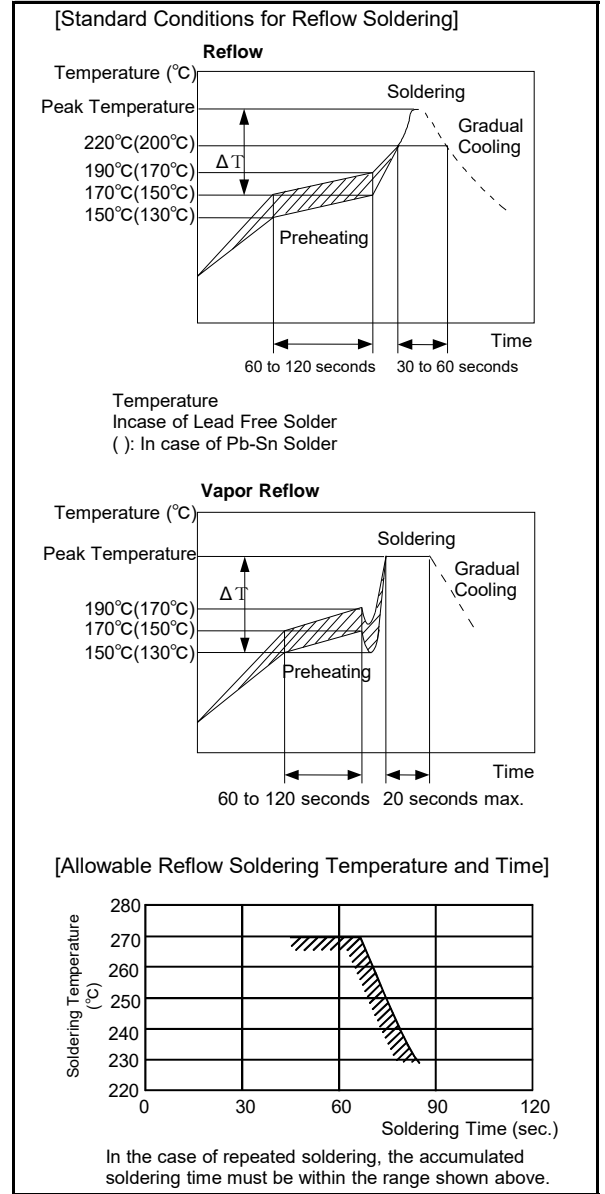 [Standard Conditions for Reflow Soldering]
Reflow
Temperature (°C)
Peak Temperature
Soldering
Gradual
Cooling
220°C(200°C)
ΔT
190°C(170°C)
170°C(150°C)
150°C(130°C)
Preheating
Time
60 to 120 seconds
30 to 60 seconds
Temperature
Incase of Lead Free Solder
( ): In case of Pb-Sn Solder
Vapor Reflow
Temperature (°C)
Soldering
Peak Temperature
Gradual
Cooling
ΔT
190°C(170°C)
170°C(150°C)
150°C(130°C)
Preheating
Time
60 to 120 seconds
20 seconds max.
[Allowable Reflow Soldering Temperature and Time]
Soldering Temperature
(°C)
280
270
260
250
240
230
220
0 30 60 90 120
Soldering Time (sec.)
In the case of repeated soldering, the accumulated
soldering time must be within the range shown above.